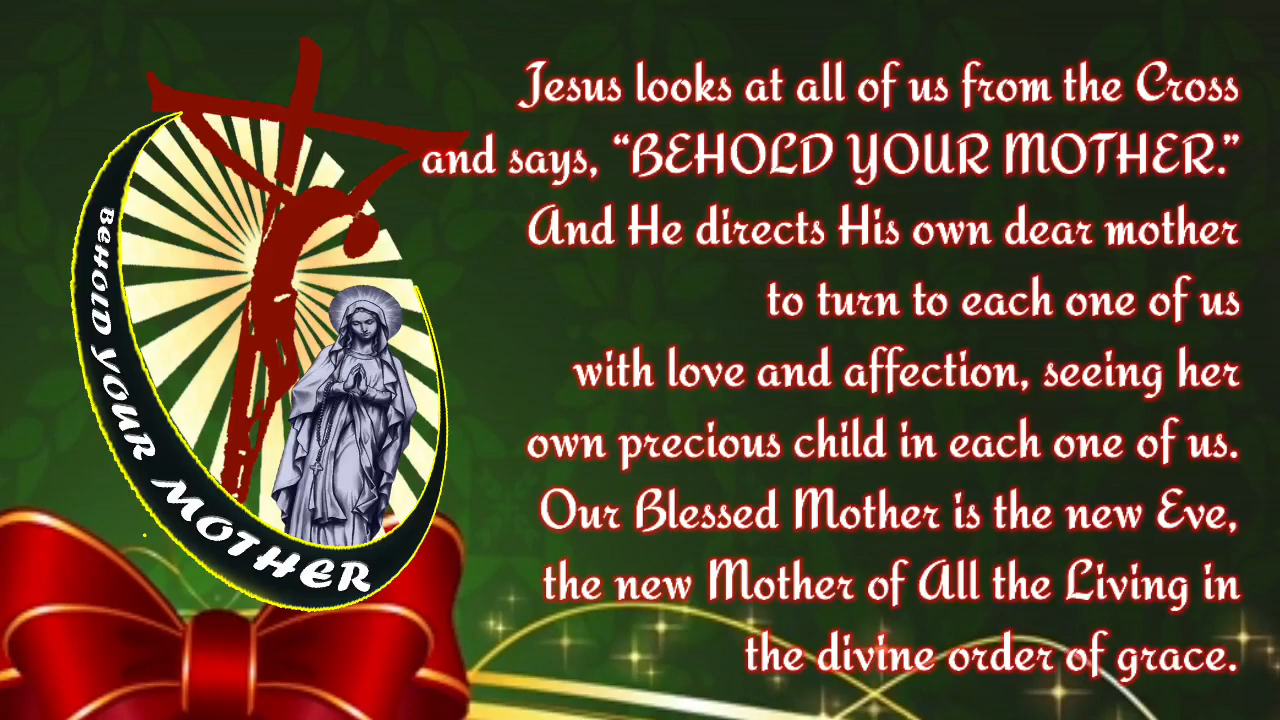 BEHOLD YOUR MOTHER
Jesus looks at all of us from the Cross
and says, “BEHOLD YOUR MOTHER.”
And He directs His own dear mother
to turn to each one of us
with love and affection, seeing her
own precious child in each one of us.
Our Blessed Mother is the new Eve,
the new Mother of All the Living in
the divine order of grace.